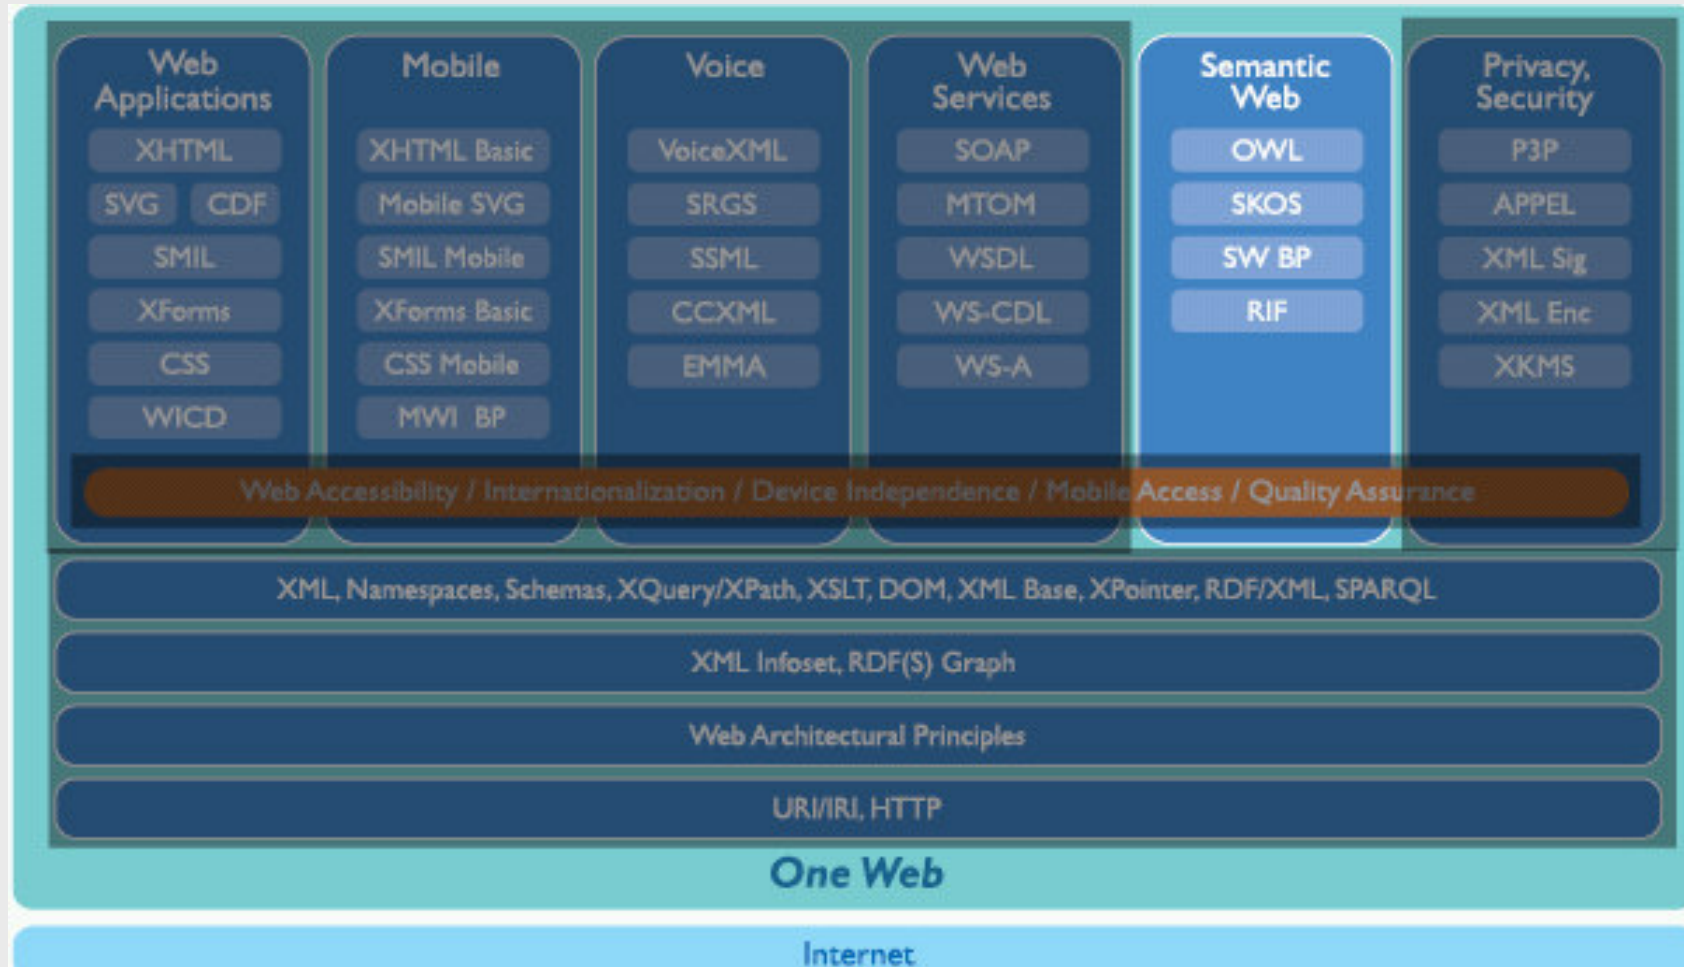 Web
Applications
XHTML
SVG CDF
SMIL
XForms
CSS
WICD
Mobile
XHTML Basic
Mobile SVG
SMIL Mobile
XForms Basic
CSS Mobile
MWI BP
Voice
VoiceXML
SRGS
SSML
CCXML
EMMA
Web
Services
SOAP
MTOM
WSDL
WS-CDL
WS-A
Semantic
Web
OWL
SKOS
SW BP
RIF
Privacy,
Security
P3P
APPEL
XML Sig
XML Enc
XKMS
Web Accessibility / Internationalization / Device Independence / Mobile Access / Quality Assurance
XML, Namespaces, Schemas, XQuery/XPath, XSLT, DOM, XML Base, XPointer, RDF/XML, SPARQL
XML Infoset, RDF(S) Graph
Web Architectural Principles
URI/IRI, HTTP
One Web
Internet